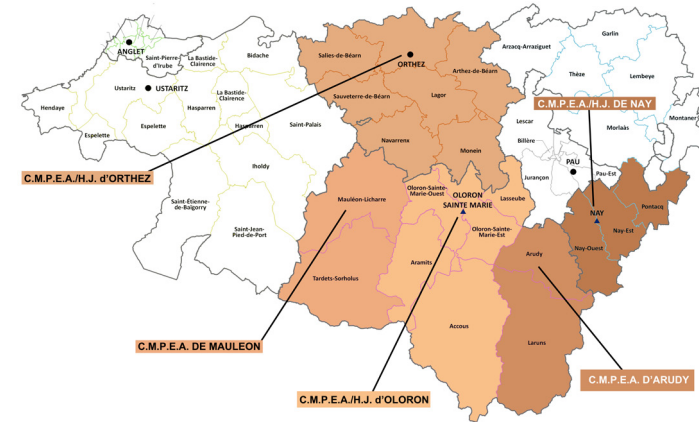 Garlin
Arzacq-Arraziguet
ANGLET
Saint-Pierre-
d'Irube
La Bastide-
Clairence
Bidache
Salles-de-Béarn
ORTHEZ
Arthez-de-Béarn
Thèze
Lembeye
Ustaritz
USTARITZ
La Bastide-
Clairence
Sauveterre-de-Béarn
Lagor
C.M.P.E.A./H.J. DE NAY
Hendaye
Hasparren
Espelette
Espelette
Hasparren
Saint-Palais
Lescar
Morlaàs
Montaner
Navarrenx
Monein
Billère
PAU
Iholdy
Jurançon
Pau-Est
C.M.P.E.A./H.J. d'ORTHEZ
Oloron-Sainte-
Marie-Ouest
OLORON
SAINTE MARIE
Lasseube
Mauléon-Licharre
Saint-Étienne-
de-Baïgorry
Pontacq
NAY
Saint-Jean-
Pied-de-Port
Oloron-Sainte-
Marie-Est
Nay-Est
Nay-Ouest
Arudy
Aramits
Tardets-Sorholus
Accous
Laruns
C.M.P.E.A. DE MAULEON
C.M.P.E.A. D'ARUDY
C.M.P.E.A./H.J. d'OLORON